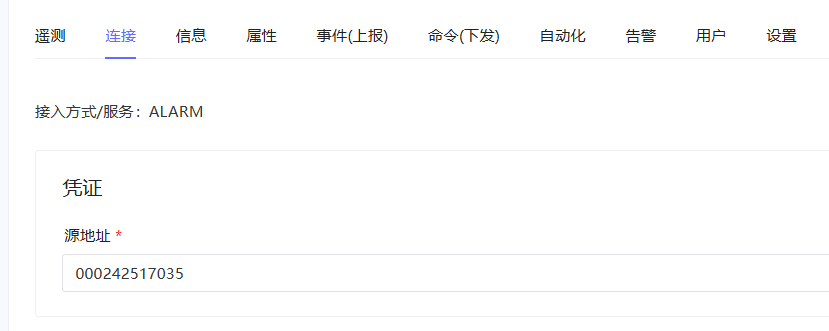 遥测 连接 信息 属性 事件(上报) 命令(下发) 自动化 告警 用户 设置
接入方式/服务：ALARM
凭证
源地址 *
000242517035